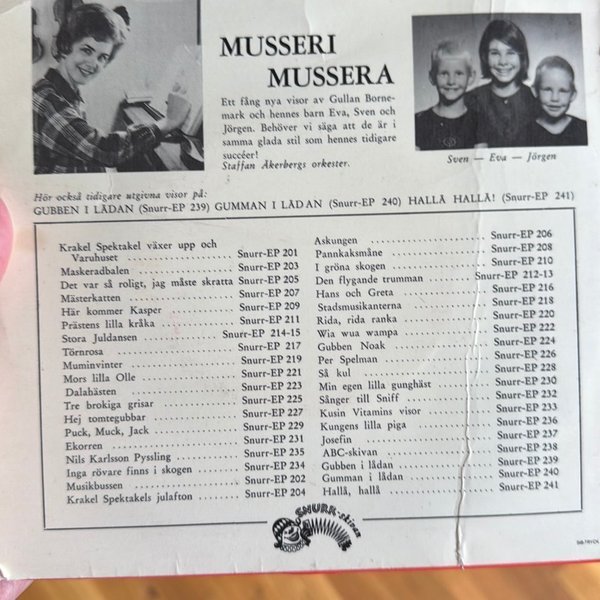 MUSSERI
MUSSERA
Ett fång nya visor av Gullan Borne-
mark och hennes barn Eva, Sven och
Jörgen. Behöver vi säga att de är i
samma glada stil som hennes tidigare
succéer!
Staffan Åkerbergs orkester.
Sven — Eva — Jörgen
Hör också tidigare utgivna visor på:
GUBBEN I LÅDAN (Snurr-EP 239) GUMMAN I LÅDAN (Snurr-EP 240) HALLÅ HALLÅ! (Snurr-EP 241)
Krakel Spektakel växer upp och
Varuhuset Snurr-EP 201
Maskeradbalen Snurr-EP 203
Det var så roligt, jag måste skratta Snurr-EP 205
Mästerkatten Snurr-EP 207
Här kommer Kasper Snurr-EP 209
Prästens lilla kråka Snurr-EP 211
Stora Juldansen Snurr-EP 214-15
Törnrosa Snurr-EP 217
Muminvinter Snurr-EP 219
Mors lilla Olle Snurr-EP 221
Dalahästen Snurr-EP 223
Tre brokiga grisar Snurr-EP 225
Hej tomtegubbar Snurr-EP 227
Puck, Muck, Jack Snurr-EP 229
Ekorren Snurr-EP 231
Nils Karlsson Pyssling Snurr-EP 235
Inga rövare finns i skogen Snurr-EP 234
Musikbussen Snurr-EP 202
Krakel Spektakels julafton Snurr-EP 204
Askungen Snurr-EP 206
Pannkaksmåne Snurr-EP 208
I gröna skogen Snurr-EP 210
Den flygande trumman Snurr-EP 212-13
Hans och Greta Snurr-EP 216
Stadsmusikanterna Snurr-EP 218
Rida, rida ranka Snurr-EP 220
Wia wua wampa Snurr-EP 222
Gubben Noak Snurr-EP 224
Per Spelman Snurr-EP 226
Så kul Snurr-EP 228
Min egen lilla gunghäst Snurr-EP 230
Sånger till Sniff Snurr-EP 232
Kusin Vitamins visor Snurr-EP 233
Kungens lilla piga Snurr-EP 236
Josefin Snurr-EP 237
ABC-skivan Snurr-EP 238
Gubben i lådan Snurr-EP 239
Gumman i lådan Snurr-EP 240
Hallå, hallå Snurr-EP 241
SNURR-skivan